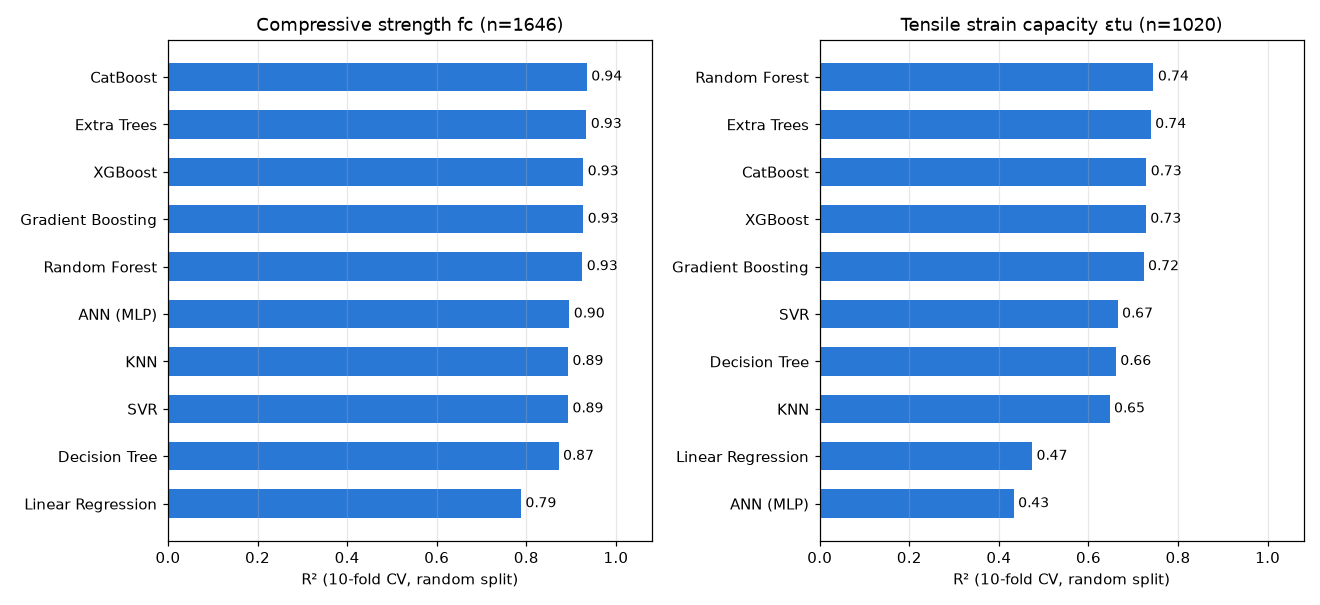 Compressive strength fc (n=1646)
CatBoost 0.94
Extra Trees 0.93
XGBoost 0.93
Gradient Boosting 0.93
Random Forest 0.93
ANN (MLP) 0.90
KNN 0.89
SVR 0.89
Decision Tree 0.87
Linear Regression 0.79
0.0 0.2 0.4 0.6 0.8 1.0
R² (10-fold CV, random split)
Tensile strain capacity εtu (n=1020)
Random Forest 0.74
Extra Trees 0.74
CatBoost 0.73
XGBoost 0.73
Gradient Boosting 0.72
SVR 0.67
Decision Tree 0.66
KNN 0.65
Linear Regression 0.47
ANN (MLP) 0.43
0.0 0.2 0.4 0.6 0.8 1.0
R² (10-fold CV, random split)